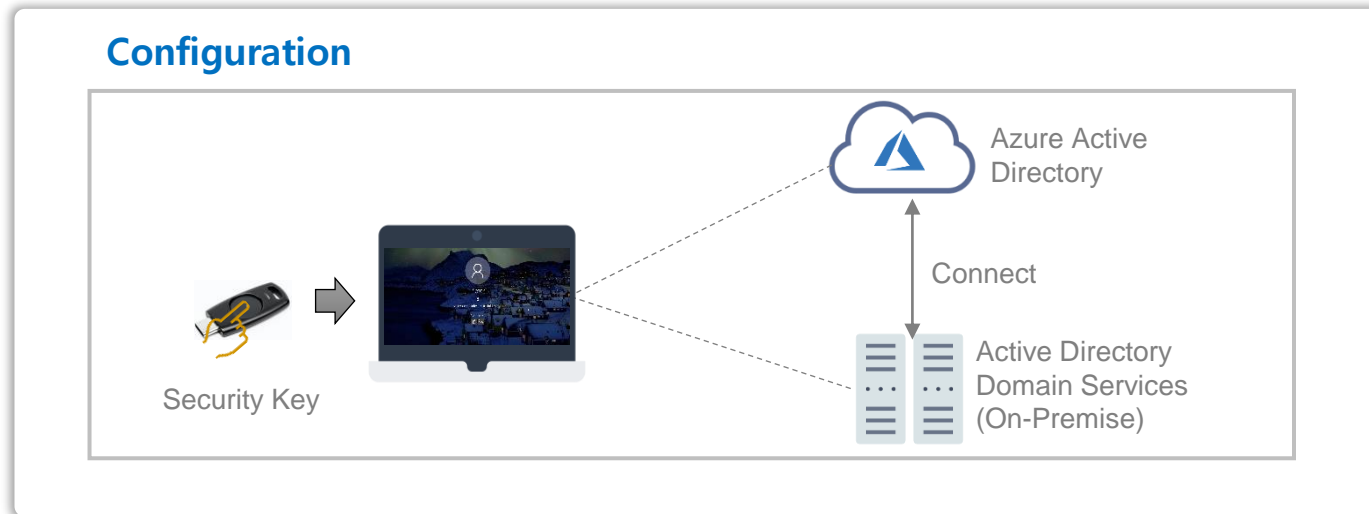 Configuration
Azure Active
Directory
Connect
Security Key
Active Directory
Domain Services
(On-Premise)